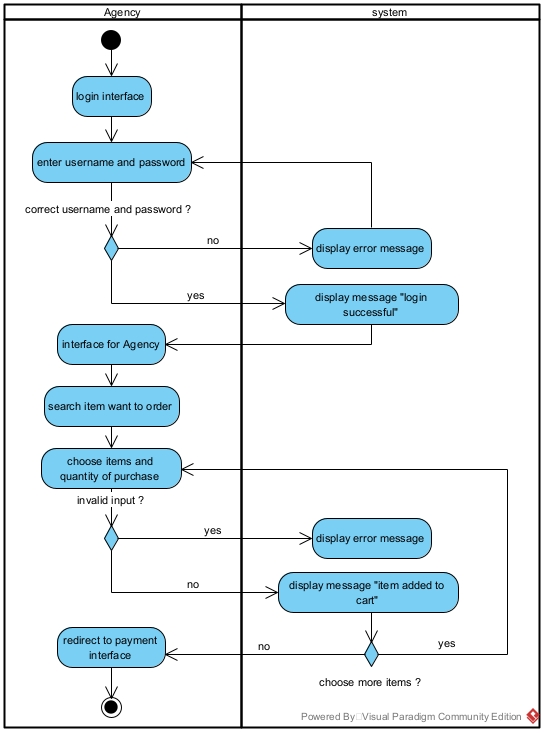 Agency
system
login interface
enter username and password
correct username and password ?
no
display error message
yes
display message "login
successful"
interface for Agency
search item want to order
choose items and
quantity of purchase
invalid input ?
yes
display error message
no
display message "item added to
cart"
redirect to payment
interface
no
yes
choose more items ?
Powered By Visual Paradigm Community Edition